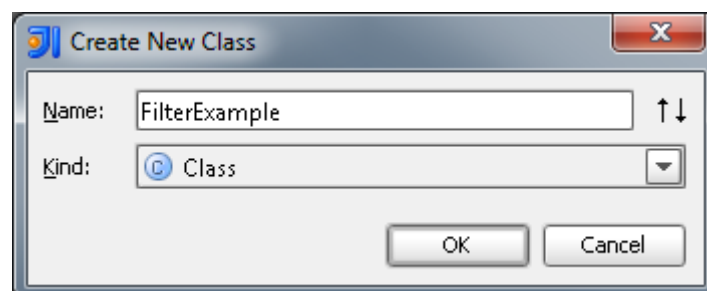 Create New Class
Name: FilterExample
Kind: C Class
OK Cancel